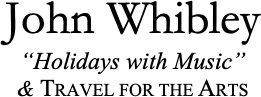 John Whibley
“Holidays with Music”
& TRAVEL FOR THE ARTS